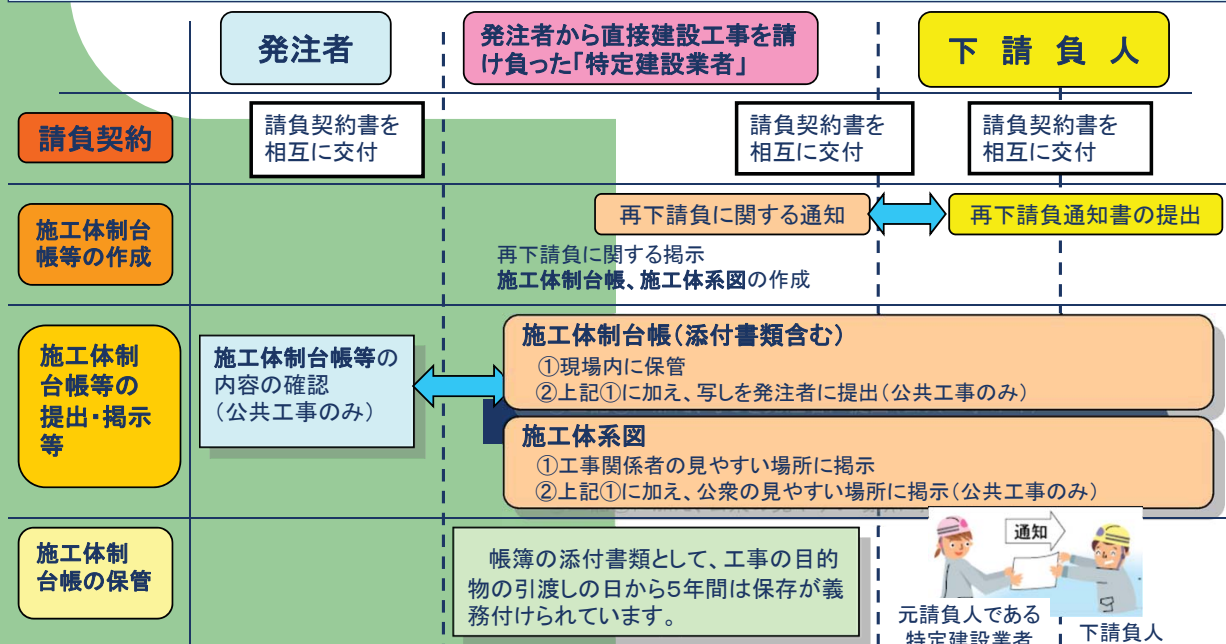 発注者
発注者から直接建設工事を請
け負った「特定建設業者」
下 請 負 人
請負契約
請負契約書を
相互に交付
請負契約書を
相互に交付
請負契約書を
相互に交付
施工体制台
帳等の作成
再下請負に関する通知
再下請負通知書の提出
再下請負に関する掲示
施工体制台帳、施工体系図の作成
施工体制
台帳等の
提出・掲示
等
施工体制台帳等の
内容の確認
(公共工事のみ)
施工体制台帳(添付書類含む)
①現場内に保管
②上記①に加え、写しを発注者に提出(公共工事のみ)
施工体系図
①工事関係者の見やすい場所に掲示
②上記①に加え、公衆の見やすい場所に掲示(公共工事のみ)
施工体制
台帳の保管
帳簿の添付書類として、工事の目的
物の引渡しの日から5年間は保存が義
務付けられています。
通知
元請負人である
特定建設業者
下請負人